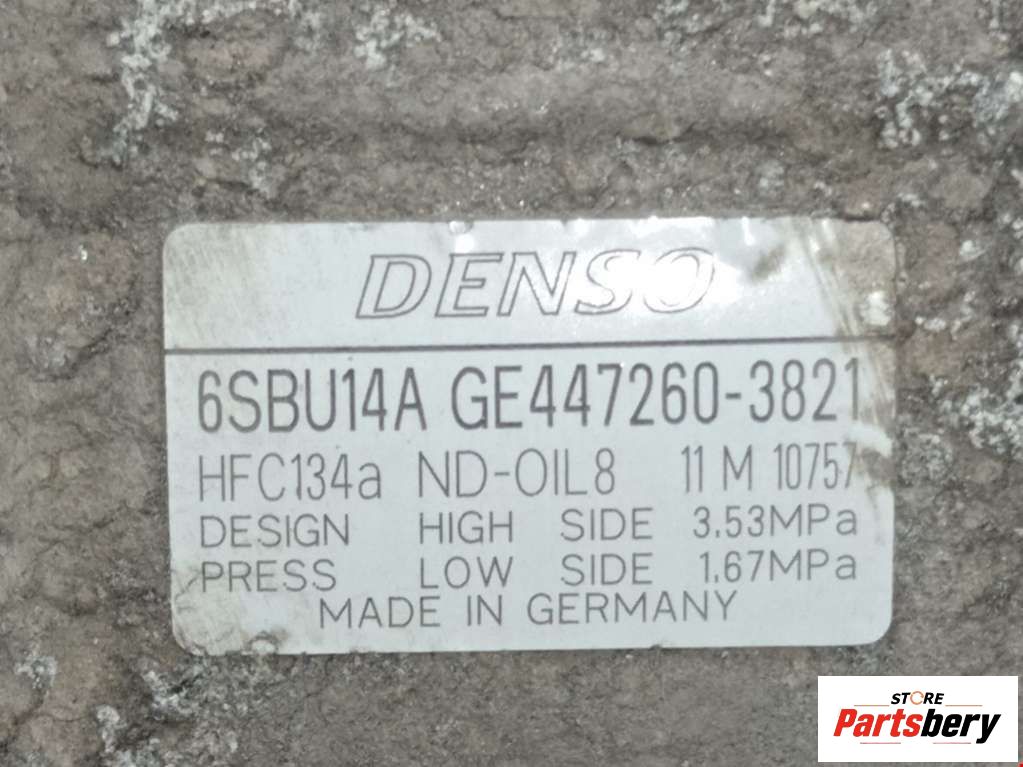 DENSO
6SBU14A GE447260-3821
HFC134a ND-OIL8 11 M 10757
DESIGN HIGH SIDE 3.53MPa
PRESS LOW SIDE 1.67MPa
MADE IN GERMANY
STORE
Partsbery